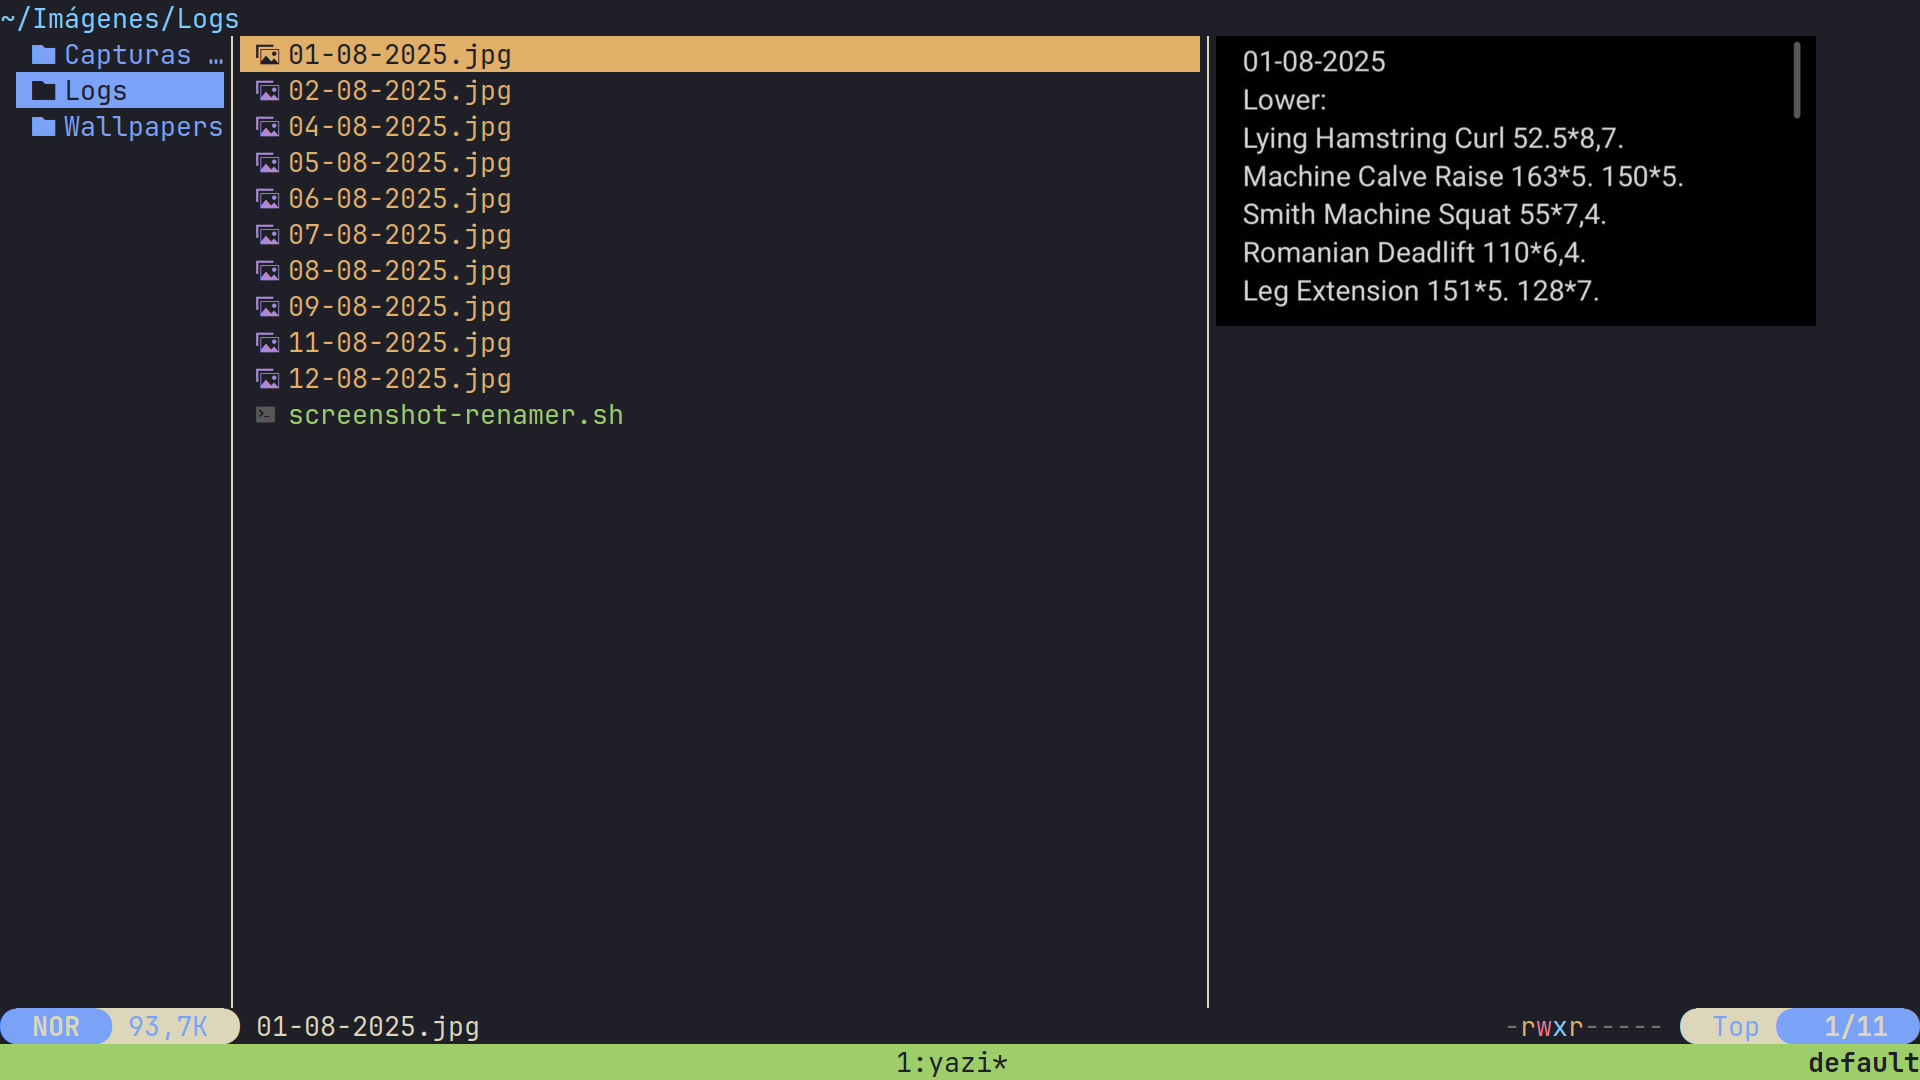 ~/Imágenes/Logs
Capturas …
Logs
Wallpapers
01-08-2025.jpg
02-08-2025.jpg
04-08-2025.jpg
05-08-2025.jpg
06-08-2025.jpg
07-08-2025.jpg
08-08-2025.jpg
09-08-2025.jpg
11-08-2025.jpg
12-08-2025.jpg
screenshot-renamer.sh
01-08-2025
Lower:
Lying Hamstring Curl 52.5*8,7.
Machine Calve Raise 163*5. 150*5.
Smith Machine Squat 55*7,4.
Romanian Deadlift 110*6,4.
Leg Extension 151*5. 128*7.
NOR 93,7K 01-08-2025.jpg -rwxr----- Top 1/11
1:yazi* default